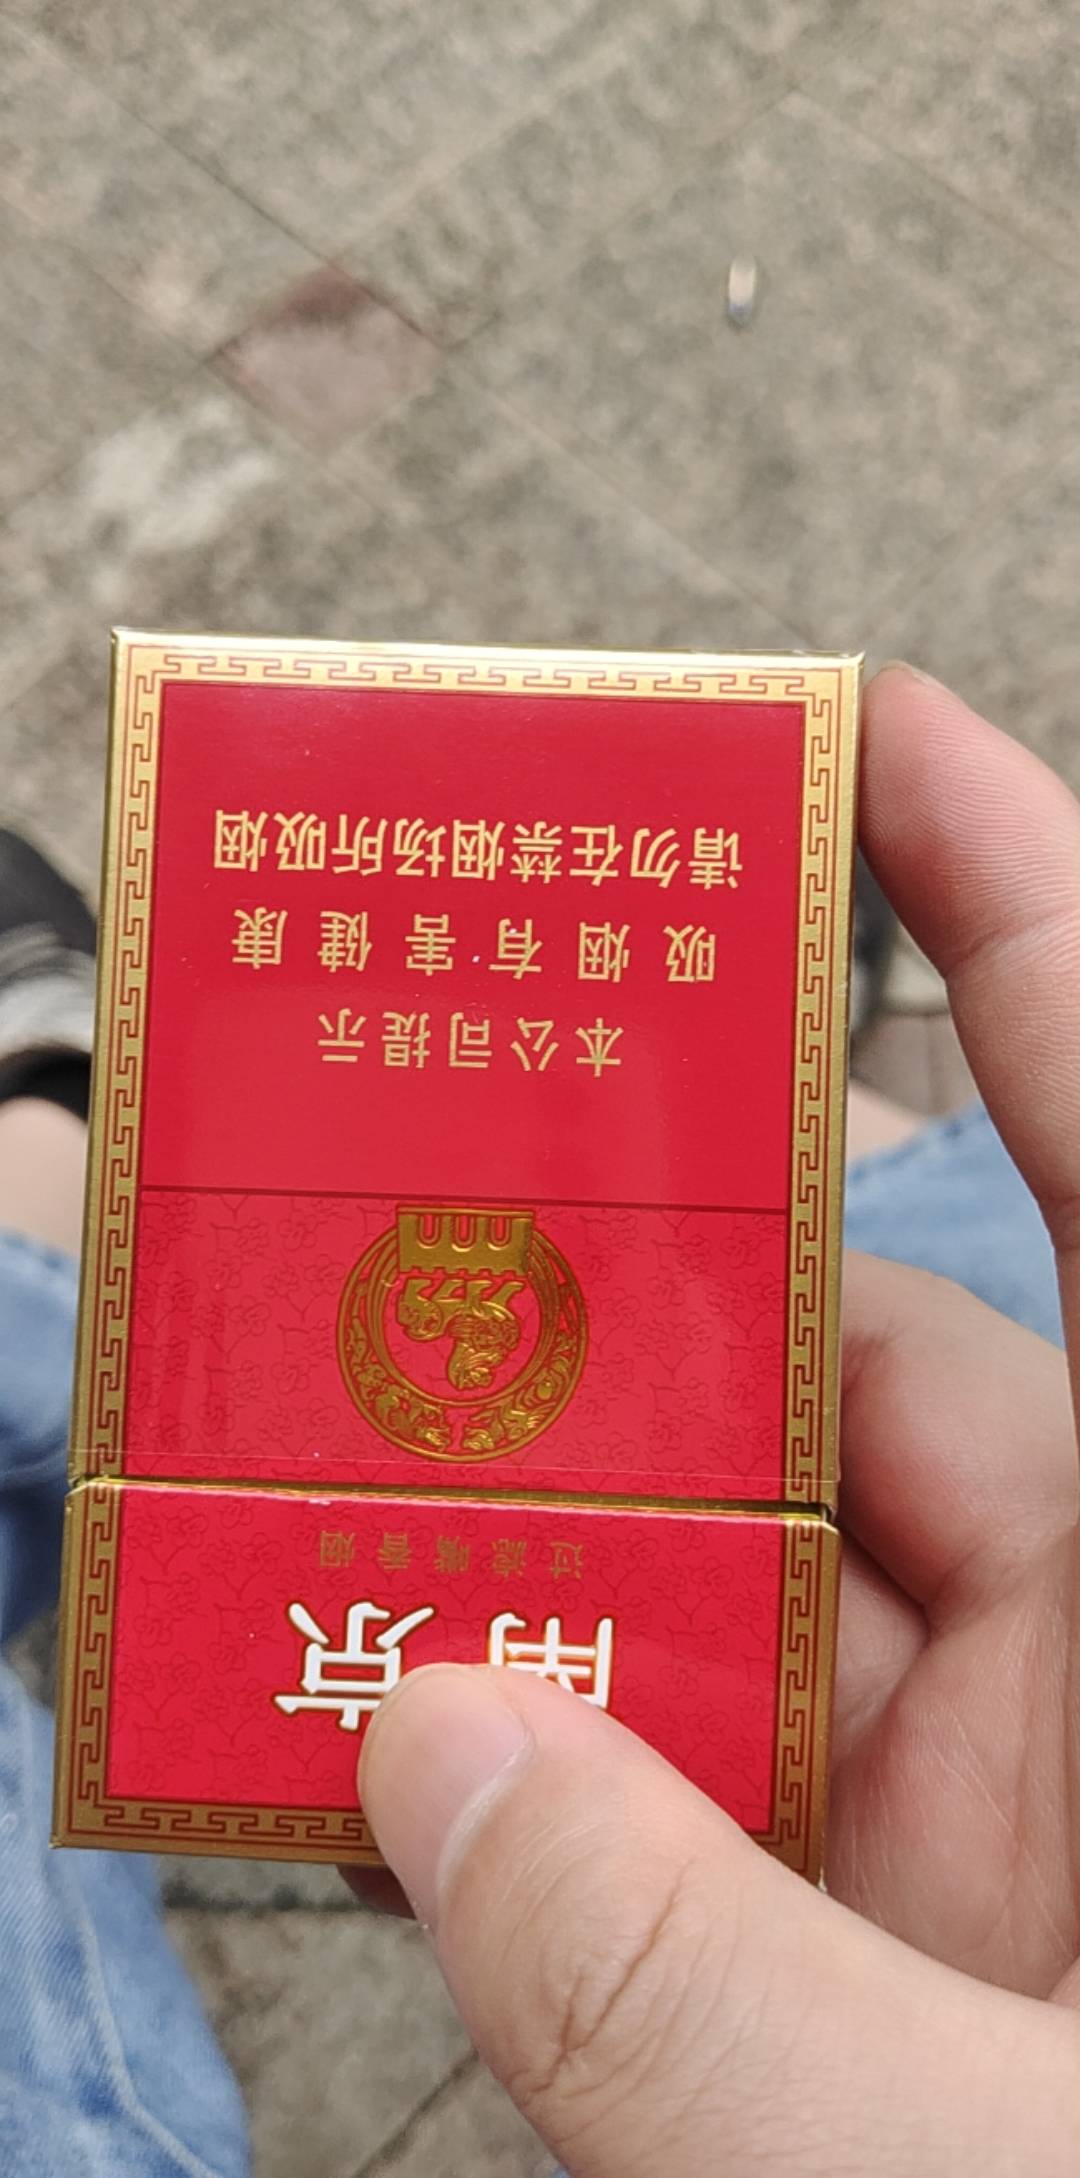 南京
过滤嘴香烟
本公司提示
吸烟有害健康
请勿在禁烟场所吸烟